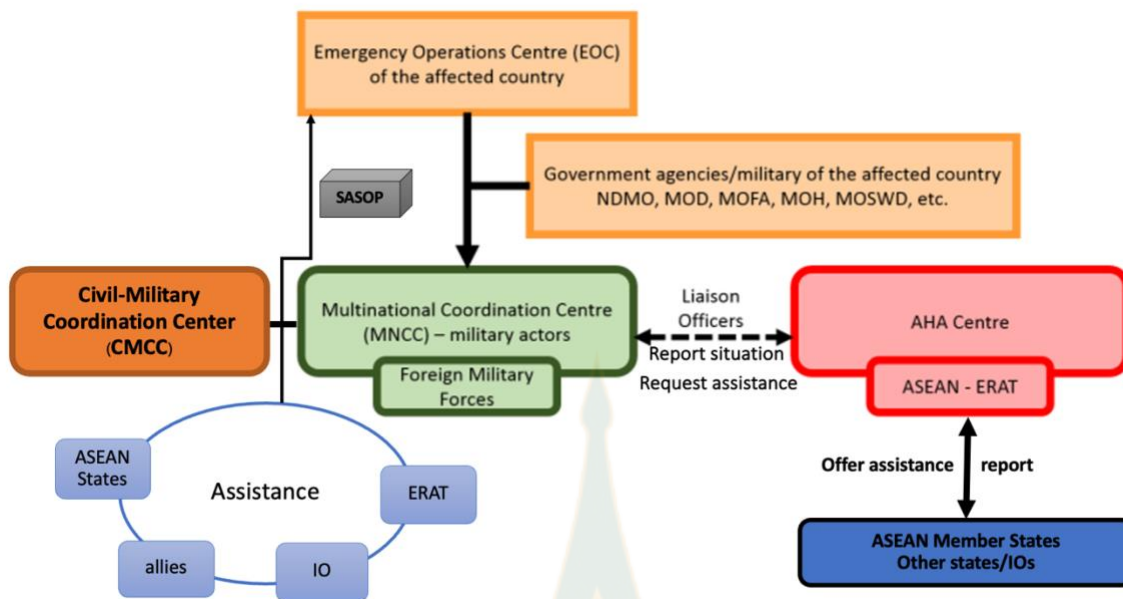 Emergency Operations Centre (EOC)
of the affected country
Government agencies/military of the affected country
NDMO, MOD, MOFA, MOH, MOSWD, etc.
SASOP
Civil-Military
Coordination Center
(CMCC)
Multinational Coordination Centre
(MNCC) – military actors
Foreign Military
Forces
Liaison
Officers
Report situation
Request assistance
AHA Centre
ASEAN - ERAT
Offer assistance
report
ASEAN Member States
Other states/IOs
ASEAN
States
Assistance
ERAT
allies
IO